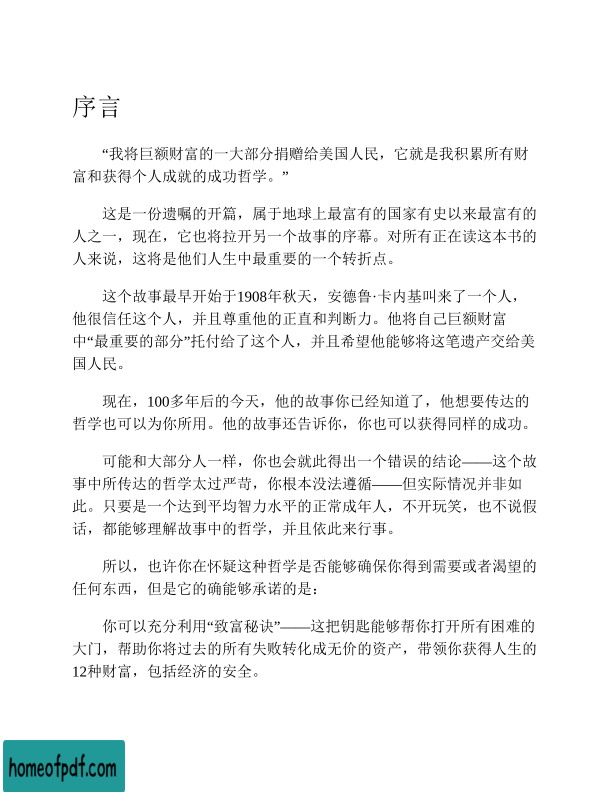 序言
“我将巨额财富的一大部分捐赠给美国人民，它就是我积累所有财
富和获得个人成就的成功哲学。”
这是一份遗嘱的开篇，属于地球上最富有的国家有史以来最富有的
人之一，现在，它也将拉开另一个故事的序幕。对所有正在读这本书的
人来说，这将是他们人生中最重要的一个转折点。
这个故事最早开始于1908年秋天，安德鲁·卡内基叫来了一个人，
他很信任这个人，并且尊重他的正直和判断力。他将自己巨额财富
中“最重要的部分”托付给了这个人，并且希望他能够将这笔遗产交给美
国人民。
现在，100多年后的今天，他的故事你已经知道了，他想要传达的
哲学也可以为你所用。他的故事还告诉你，你也可以获得同样的成功。
可能和大部分人一样，你也会就此得出一个错误的结论——这个故
事中所传达的哲学太过严苛，你根本没法遵循——但实际情况并非如
此。只要是一个达到平均智力水平的正常成年人，不开玩笑，也不说假
话，都能够理解故事中的哲学，并且依此来行事。
所以，也许你在怀疑这种哲学是否能够确保你得到需要或者渴望的
任何东西，但是它的确能够承诺的是：
你可以充分利用“致富秘诀”——这把钥匙能够帮你打开所有困难的
大门，帮助你将过去的所有失败转化成无价的资产，带领你获得人生的
12种财富，包括经济的安全。
homeofpdf.com